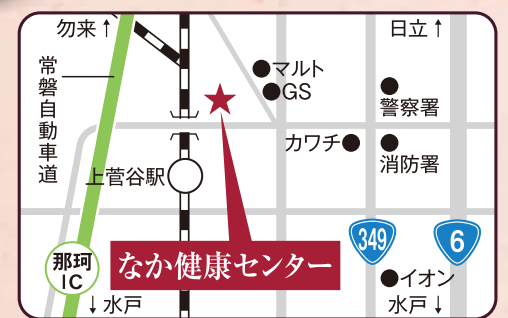 勿来↑
日立↑
常磐自動車道
マルト
GS
警察署
カワチ
消防署
上菅谷駅
349
6
なか健康センター
那珂
IC
イオン
↓水戸
水戸↓